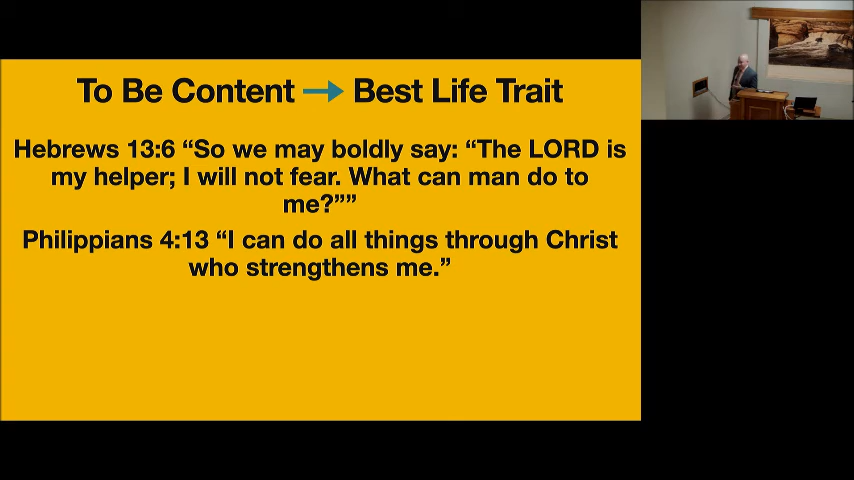 To Be Content → Best Life Trait
Hebrews 13:6 “So we may boldly say: “The LORD is
my helper; I will not fear. What can man do to
me?””
Philippians 4:13 “I can do all things through Christ
who strengthens me.”